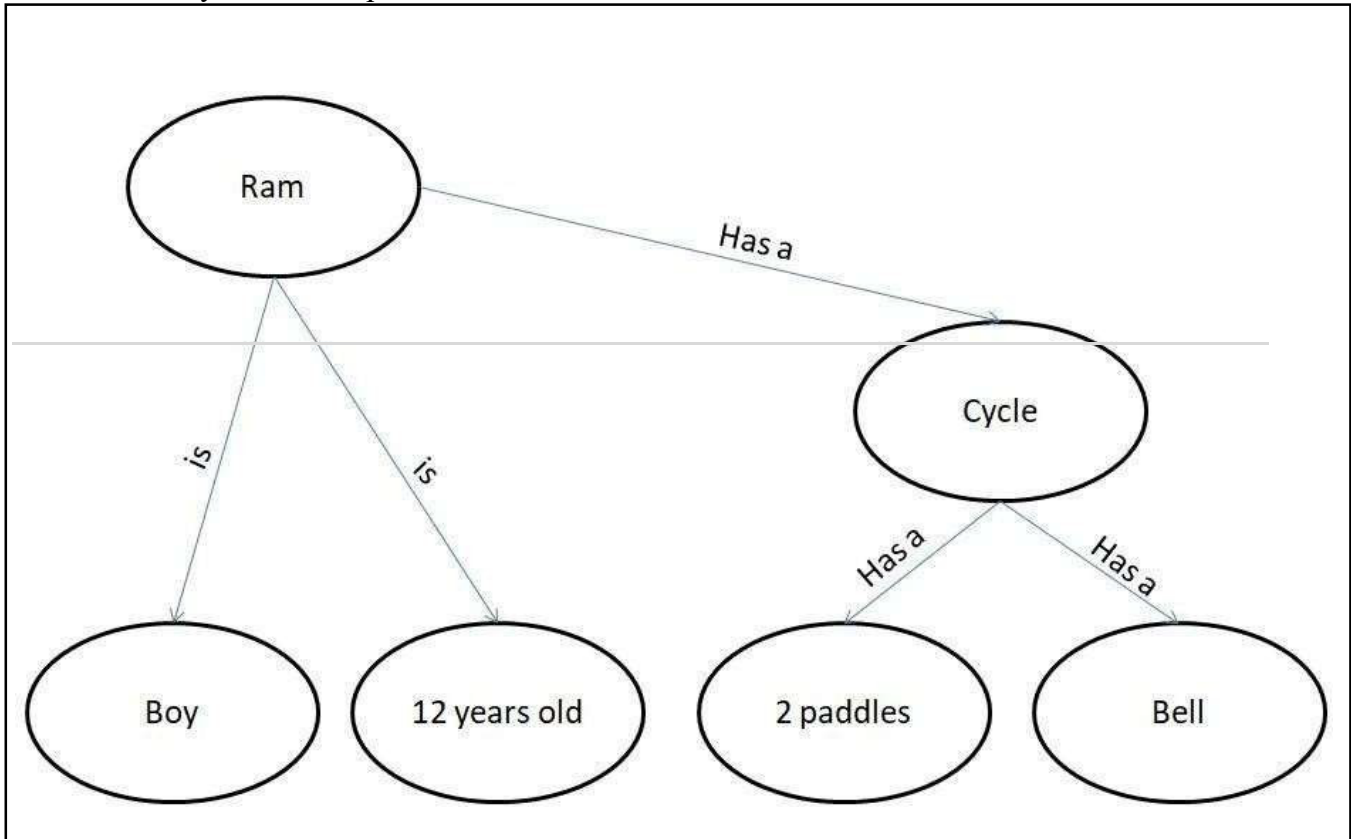 Ram
Has a
Cycle
is
is
Has a
Has a
Boy
12 years old
2 paddles
Bell